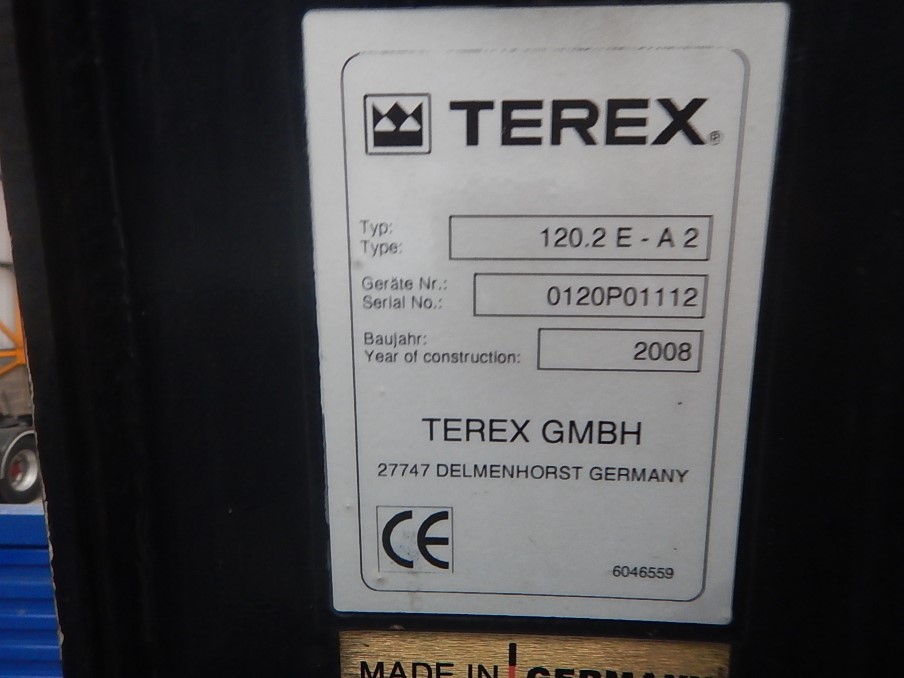 TEREX®
Typ:
Type:
120.2 E - A 2
Geräte Nr.:
Serial No.:
0120P01112
Baujahr:
Year of construction:
2008
TEREX GMBH
27747 DELMENHORST GERMANY
CE
6046559
MADE IN GERMANY